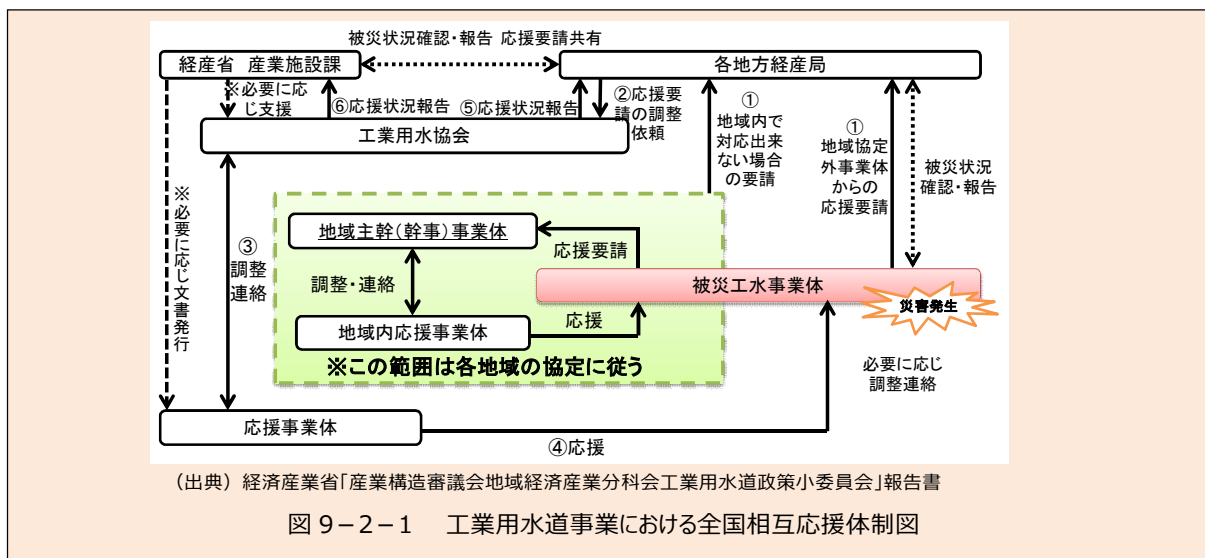 被災状況確認・報告 応援要請共有
経産省 産業施設課
各地方経産局
※必要に応
じ支援
⑥応援状況報告
⑤応援状況報告
②応援要
請の調整
依頼
工業用水協会
①
地域内で
対応出来
ない場合
の要請
①
地域協定
外事業体
からの
応援要請
被災状況
確認・報告
※必要に応じ文書発行
③
調整
連絡
地域主幹(幹事)事業体
応援要請
調整・連絡
被災工水事業体
災害発生
地域内応援事業体
応援
※この範囲は各地域の協定に従う
必要に応じ
調整連絡
応援事業体
④応援
(出典) 経済産業省「産業構造審議会地域経済産業分科会工業用水道政策小委員会」報告書
図 9-2-1 工業用水道事業における全国相互応援体制図